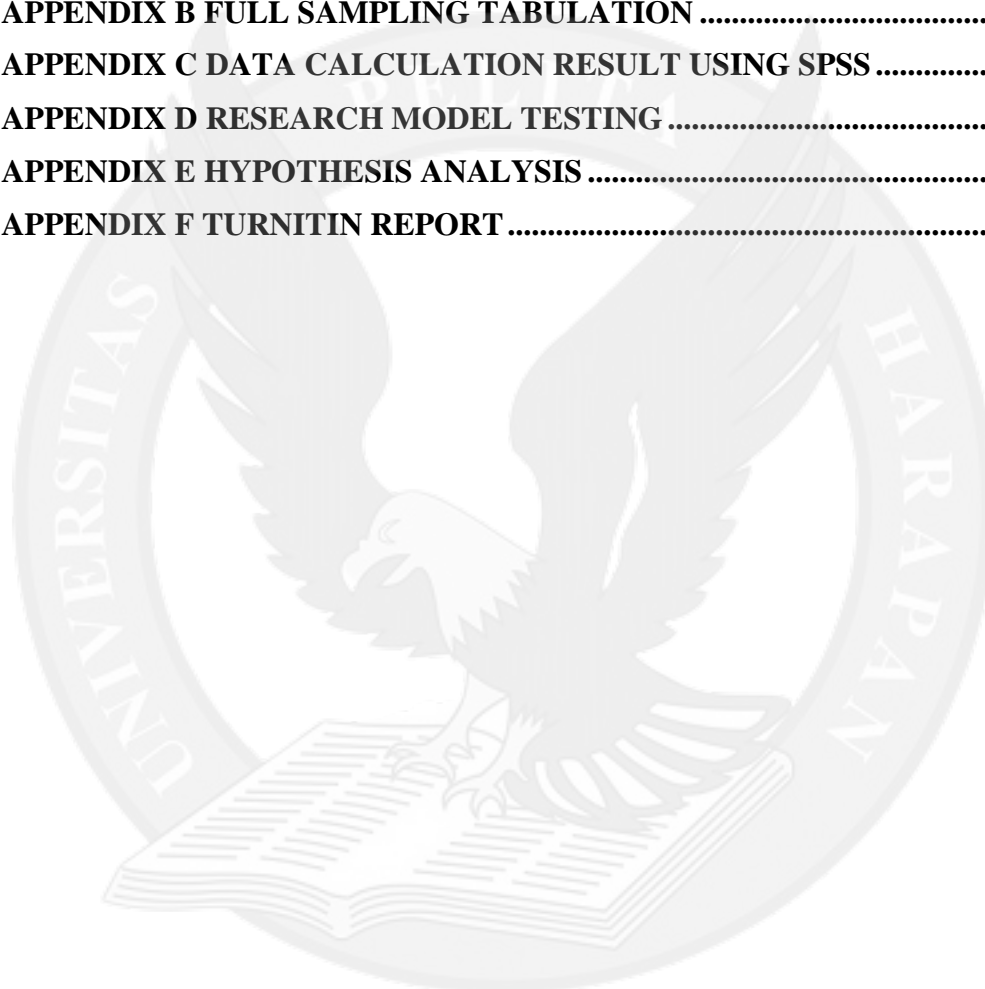 APPENDIX B FULL SAMPLING TABULATION ....................................
APPENDIX C DATA CALCULATION RESULT USING SPSS ..............
APPENDIX D RESEARCH MODEL TESTING ........................................
APPENDIX E HYPOTHESIS ANALYSIS ..................................................
APPENDIX F TURNITIN REPORT ............................................................
UNIVERSITAS PELITA HARAPAN